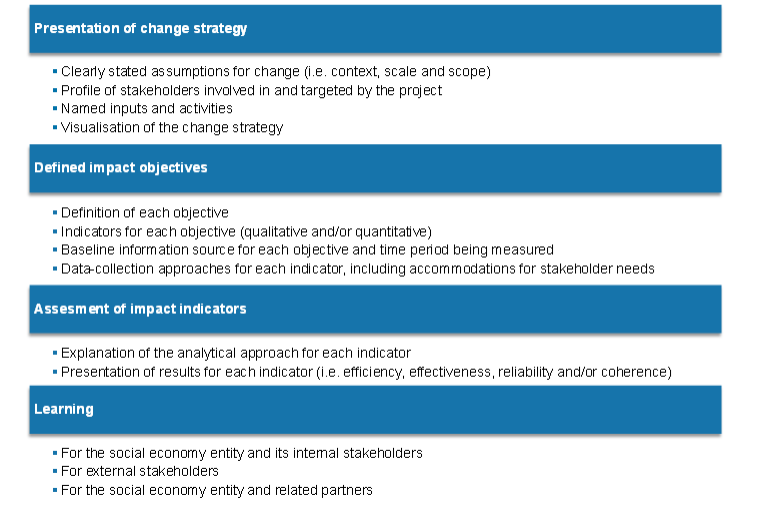 Presentation of change strategy
▪ Clearly stated assumptions for change (i.e. context, scale and scope)
▪ Profile of stakeholders involved in and targeted by the project
▪ Named inputs and activities
▪ Visualisation of the change strategy
Defined impact objectives
▪ Definition of each objective
▪ Indicators for each objective (qualitative and/or quantitative)
▪ Baseline information source for each objective and time period being measured
▪ Data-collection approaches for each indicator, including accommodations for stakeholder needs
Assesment of impact indicators
▪ Explanation of the analytical approach for each indicator
▪ Presentation of results for each indicator (i.e. efficiency, effectiveness, reliability and/or coherence)
Learning
▪ For the social economy entity and its internal stakeholders
▪ For external stakeholders
▪ For the social economy entity and related partners